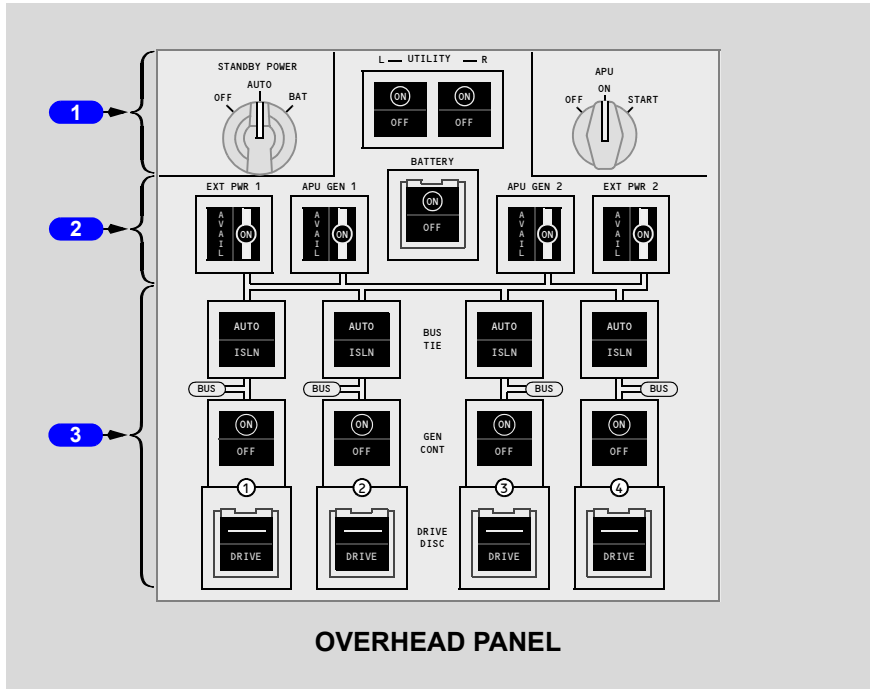 STANDBY POWER
OFF AUTO BAT
L UTILITY R
ON ON
OFF OFF
APU
OFF ON START
1
BATTERY
ON
OFF
EXT PWR 1 APU GEN 1 APU GEN 2 EXT PWR 2
AVAIL ON AVAIL ON AVAIL ON AVAIL ON
2
AUTO AUTO AUTO AUTO
ISLN ISLN ISLN ISLN
BUS TIE
BUS BUS BUS BUS
3
ON ON ON ON
OFF OFF OFF OFF
GEN CONT
1 2 3 4
DRIVE DISC
DRIVE DRIVE DRIVE DRIVE
OVERHEAD PANEL